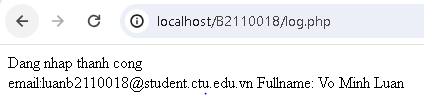 localhost/B2110018/log.php
Dang nhap thanh cong
email:luanb2110018@student.ctu.edu.vn Fullname: Vo Minh Luan